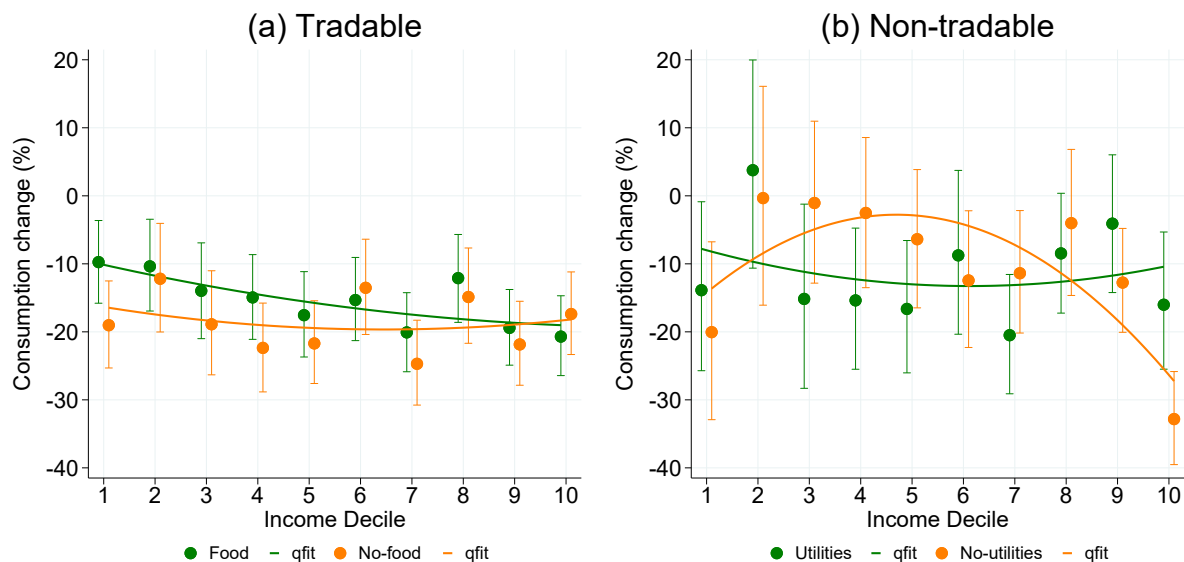 (a) Tradable
Consumption change (%)
20
10
0
-10
-20
-30
-40
1 2 3 4 5 6 7 8 9 10
Income Decile
Food qfit No-food qfit
(b) Non-tradable
Consumption change (%)
20
10
0
-10
-20
-30
-40
1 2 3 4 5 6 7 8 9 10
Income Decile
Utilities qfit No-utilities qfit